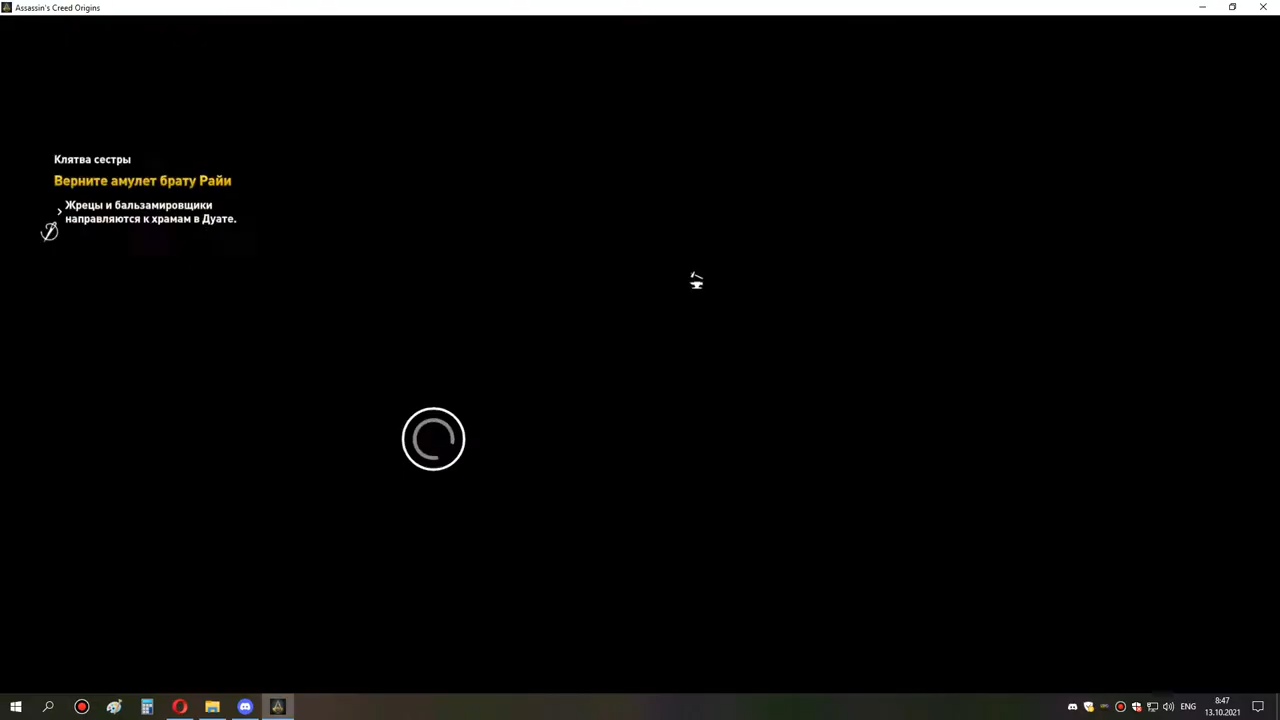 Assassin's Creed Origins
Клятва сестры
Верните амулет брату Райи
Жрецы и бальзамировщики
направляются к храмам в Дуате.
ENG
8:47
13.10.2021